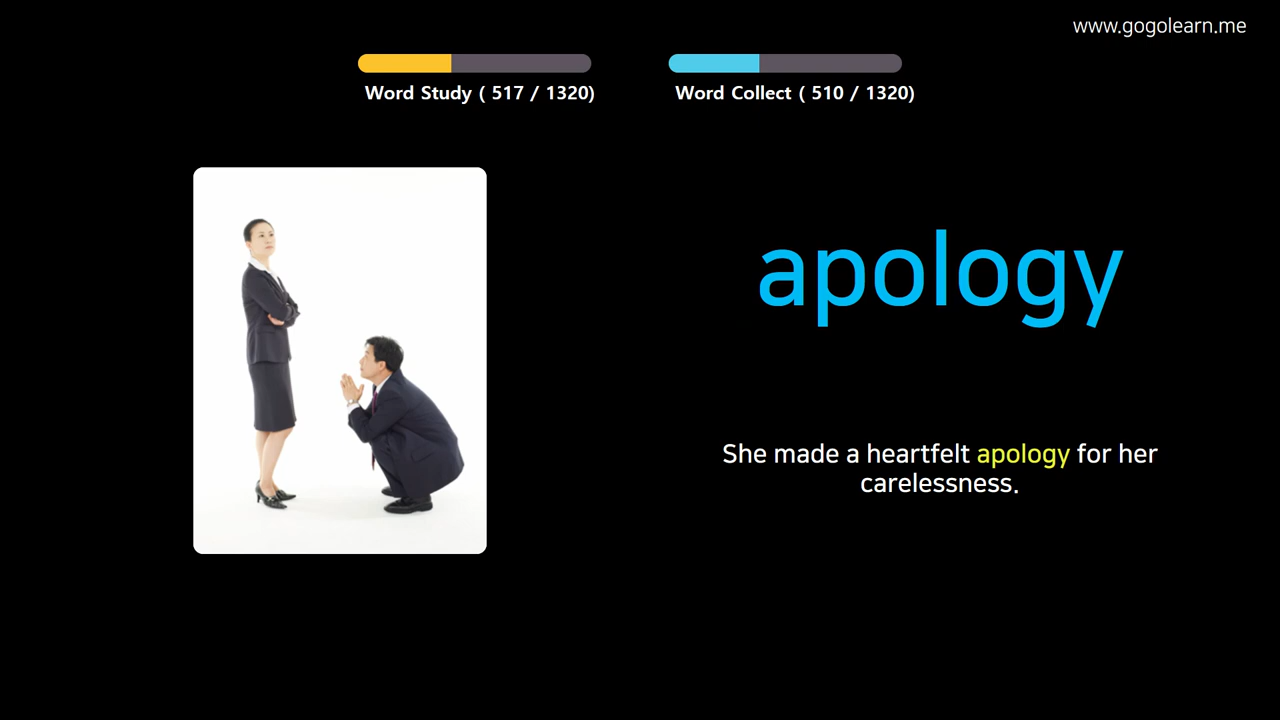 www.gogolearn.me
Word Study ( 517 / 1320)
Word Collect ( 510 / 1320)
apology
She made a heartfelt apology for her
carelessness.